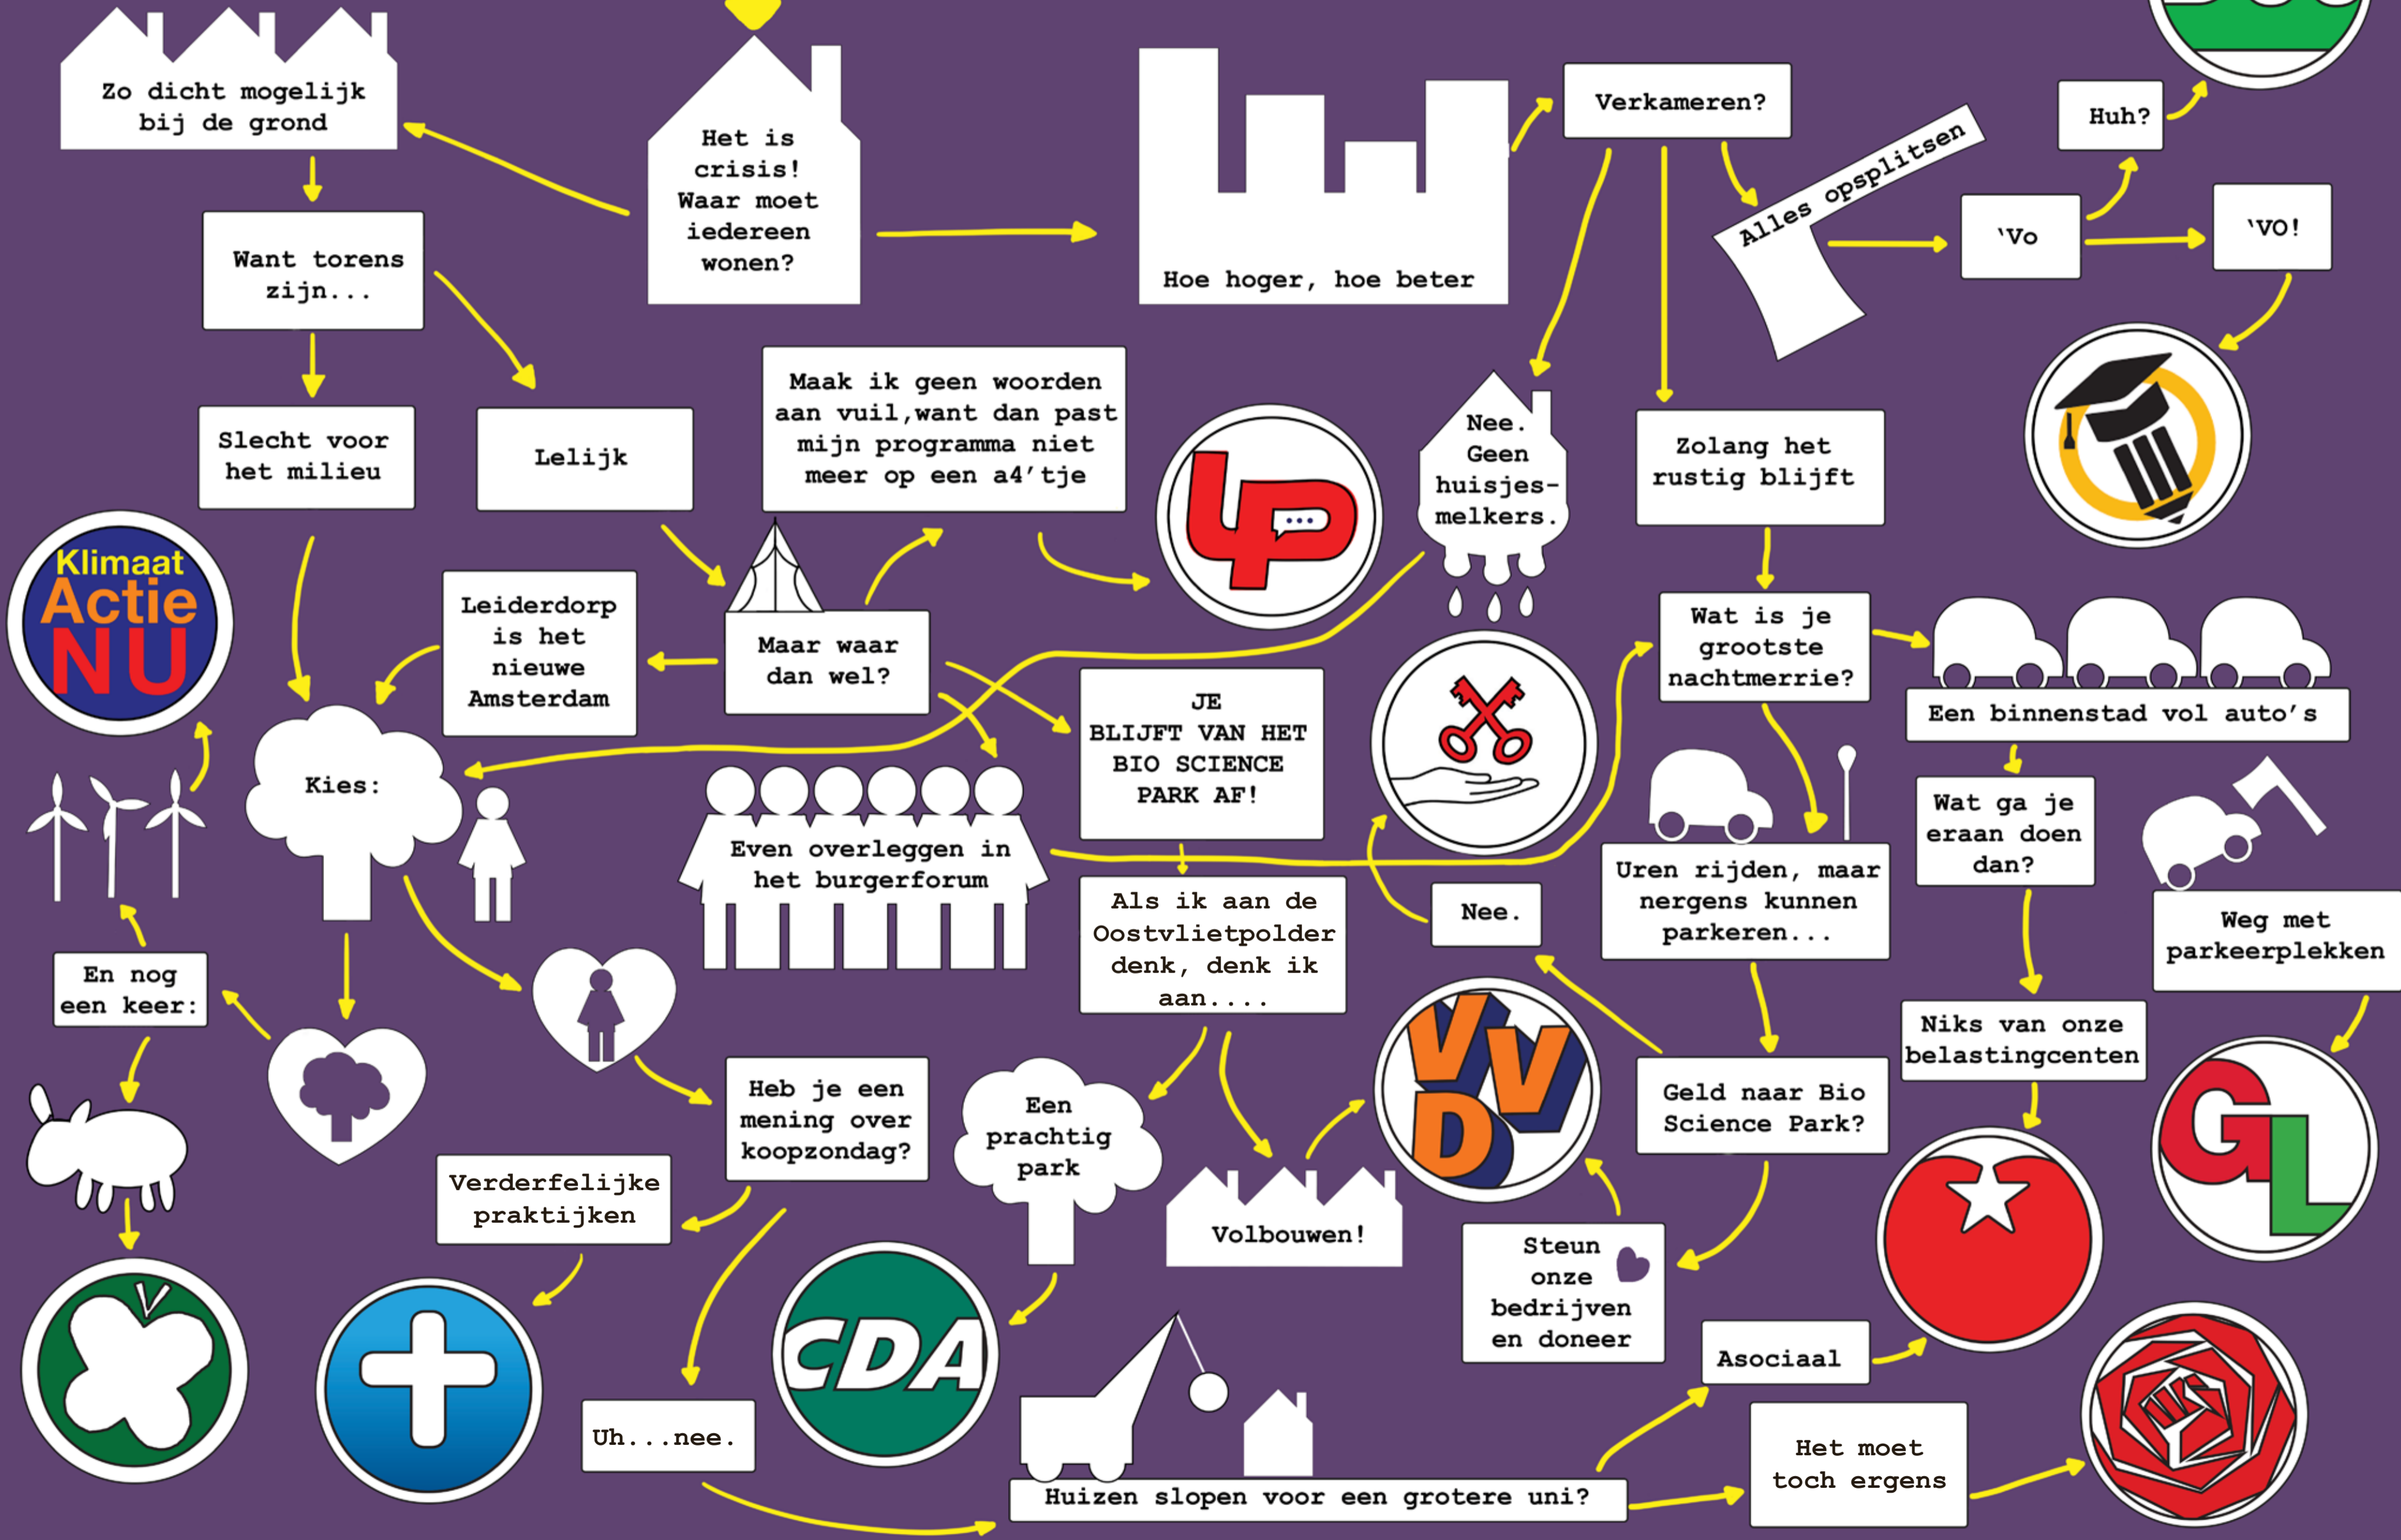 Zo dicht mogelijk
bij de grond
Het is
crisis!
Waar moet
iedereen
wonen?
Hoe hoger, hoe beter
Verkameren?
Alles opsplitsen
Huh?
‘Vo
‘VO!
Want torens
zijn...
Slecht voor
het milieu
Lelijk
Maak ik geen woorden
aan vuil,want dan past
mijn programma niet
meer op een a4’tje
LP
Nee.
Geen
huisjes-
melkers.
Zolang het
rustig blijft
Klimaat
Actie
NU
Leiderdorp
is het
nieuwe
Amsterdam
Maar waar
dan wel?
JE
BLIJFT VAN HET
BIO SCIENCE
PARK AF!
Wat is je
grootste
nachtmerrie?
Een binnenstad vol auto’s
Kies:
Even overleggen in
het burgerforum
Als ik aan de
Oostvlietpolder
denk, denk ik
aan....
Nee.
Uren rijden, maar
nergens kunnen
parkeren...
Wat ga je
eraan doen
dan?
Weg met
parkeerplekken
En nog
een keer:
Heb je een
mening over
koopzondag?
Een
prachtig
park
VVD
Geld naar Bio
Science Park?
Niks van onze
belastingcenten
GL
Verderfelijke
praktijken
Volbouwen!
Steun
onze
bedrijven
en doneer
CDA
Asociaal
Uh...nee.
Huizen slopen voor een grotere uni?
Het moet
toch ergens